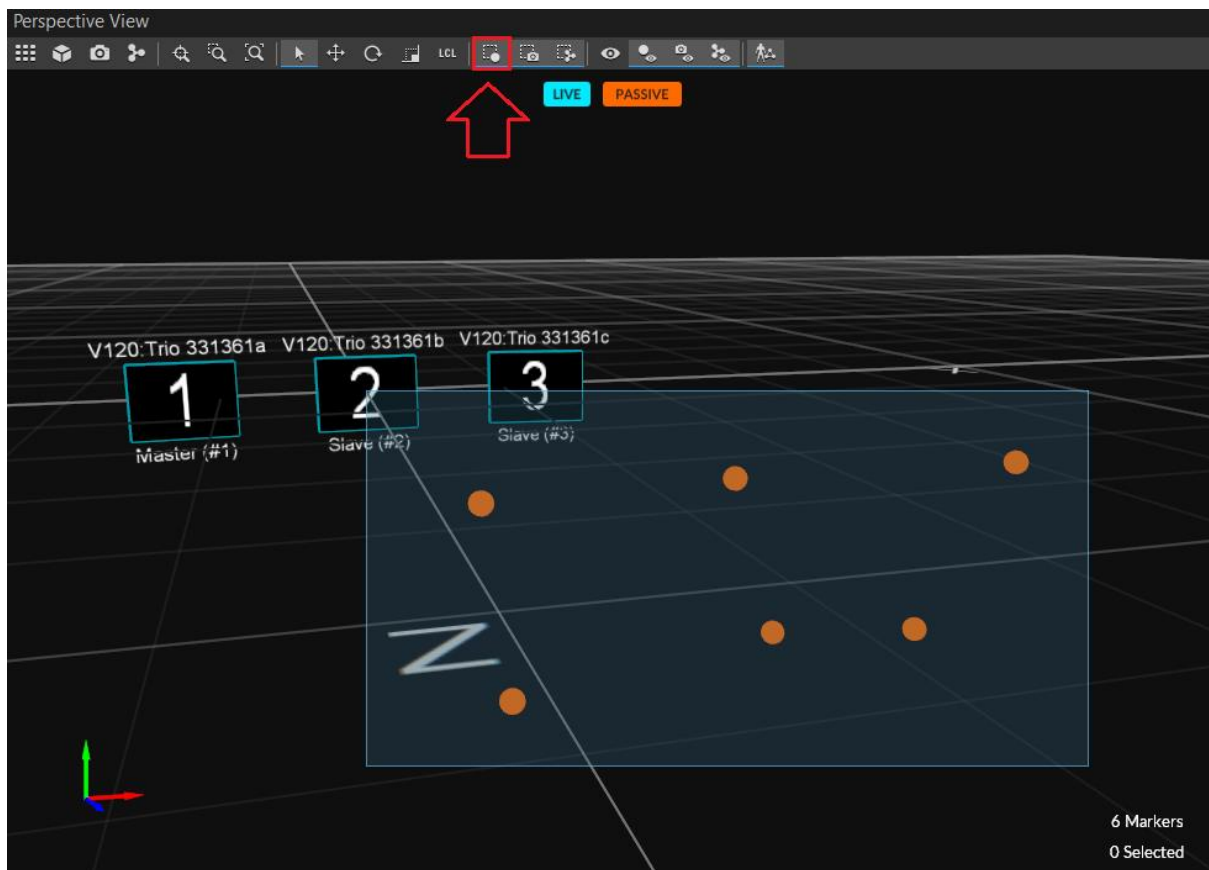 Perspective View
LCL
LIVE PASSIVE
V120:Trio 331361a V120:Trio 331361b V120:Trio 331361c
1 2 3
Master (#1) Slave (#2) Slave (#3)
Z
6 Markers
0 Selected